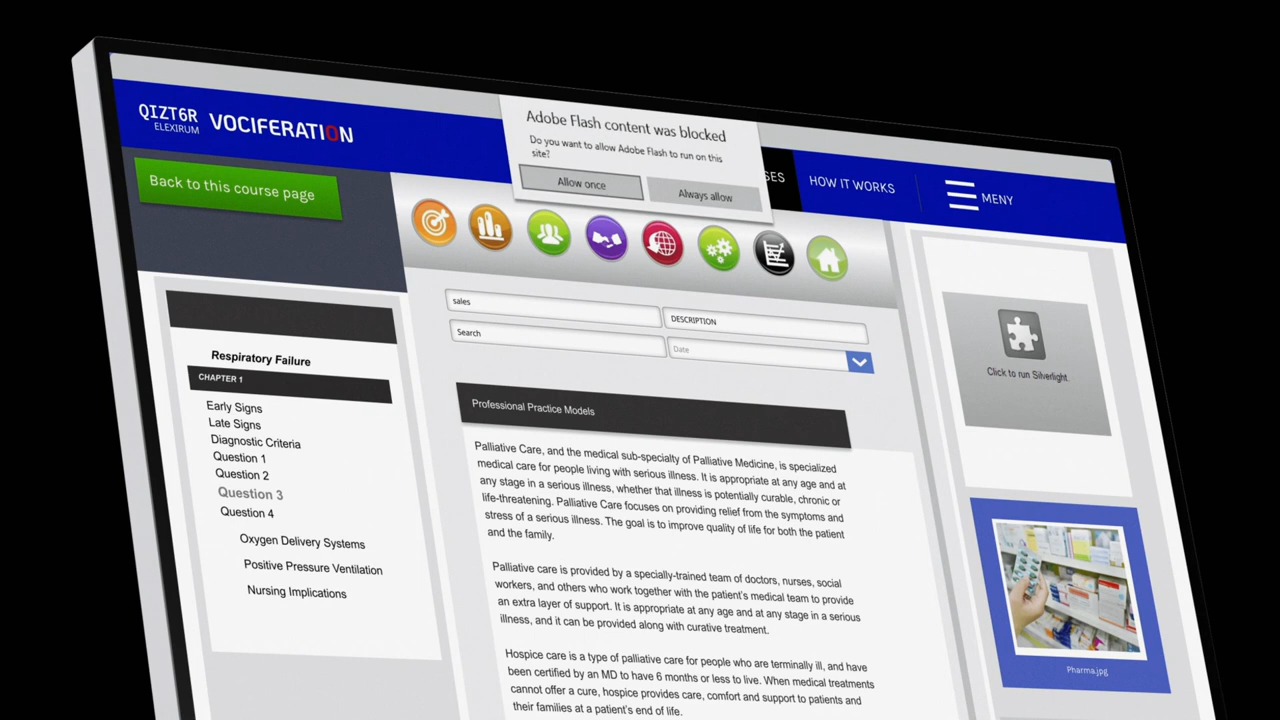 QIZT6R
ELEXIRUM
VOCIFERATION
Adobe Flash content was blocked
Do you want to allow Adobe Flash to run on this
site?
Allow once
Always allow
HOW IT WORKS
MENY
Back to this course page
sales
DESCRIPTION
Search
Date
Respiratory Failure
CHAPTER 1
Early Signs
Late Signs
Diagnostic Criteria
Question 1
Question 2
Question 3
Question 4
Oxygen Delivery Systems
Positive Pressure Ventilation
Nursing Implications
Professional Practice Models
Palliative Care, and the medical sub-specialty of Palliative Medicine, is specialized
medical care for people living with serious illness. It is appropriate at any age and at
any stage in a serious illness, whether that illness is potentially curable, chronic or
life-threatening. Palliative Care focuses on providing relief from the symptoms and
stress of a serious illness. The goal is to improve quality of life for both the patient
and the family.
Palliative care is provided by a specially-trained team of doctors, nurses, social
workers, and others who work together with the patient's medical team to provide
an extra layer of support. It is appropriate at any age and at any stage in a serious
illness, and it can be provided along with curative treatment.
Hospice care is a type of palliative care for people who are terminally ill, and have
been certified by an MD to have 6 months or less to live. When medical treatments
cannot offer a cure, hospice provides care, comfort and support to patients and
their families at a patient's end of life.
Click to run Silverlight
Pharma.jpg